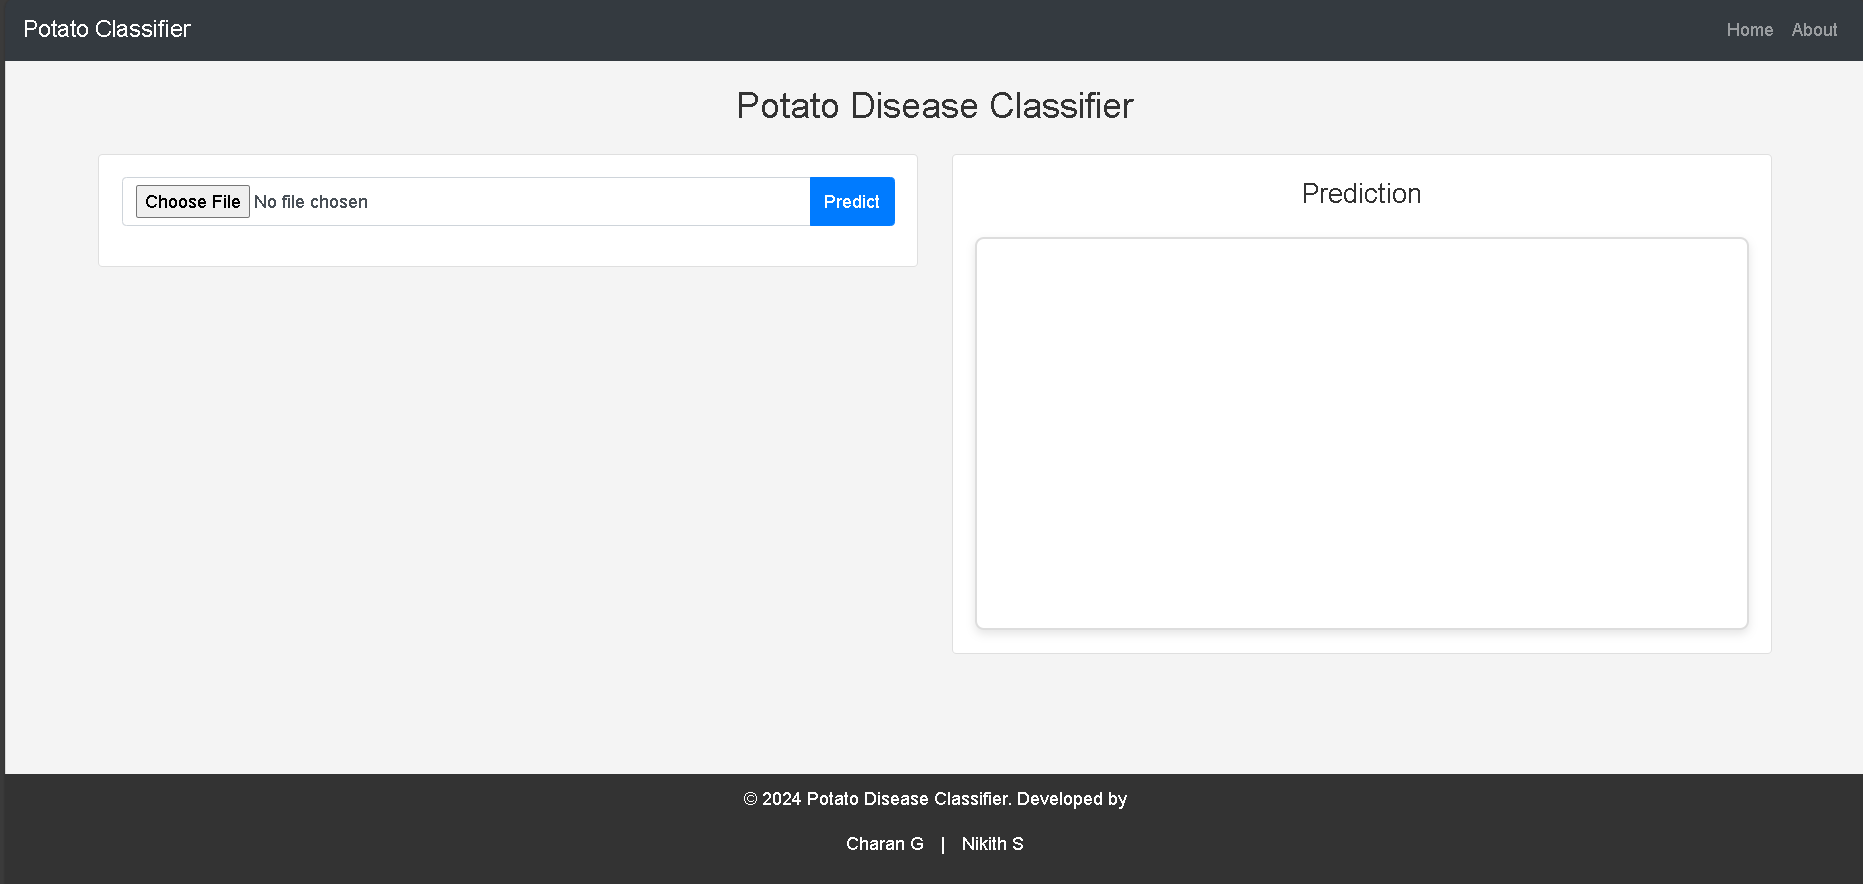 Potato Classifier
Home About
Potato Disease Classifier
Choose File No file chosen Predict
Prediction
© 2024 Potato Disease Classifier. Developed by
Charan G | Nikith S